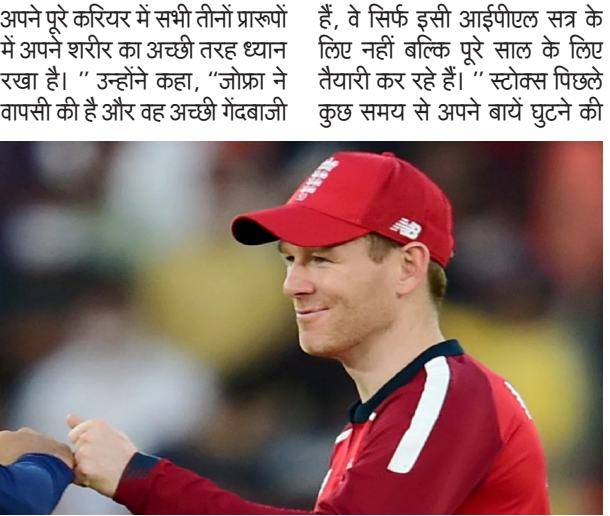 अपने पूरे करियर में सभी तीनों प्रारूपों
में अपने शरीर का अच्छी तरह ध्यान
रखा है। ’’ उन्होंने कहा, ‘‘जोफ्रा ने
वापसी की है और वह अच्छी गेंदबाजी
हैं, वे सिर्फ इसी आईपीएल सत्र के
लिए नहीं बल्कि पूरे साल के लिए
तैयारी कर रहे हैं। ’’ स्टोक्स पिछले
कुछ समय से अपने बायें घुटने की
NB